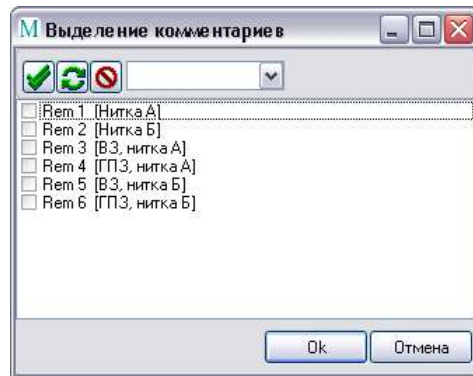 M Выделение комментариев
Rem 1 [Нитка А]
Rem 2 [Нитка Б]
Rem 3 [ВЗ, нитка А]
Rem 4 [ГПЗ, нитка А]
Rem 5 [ВЗ, нитка Б]
Rem 6 [ГПЗ, нитка Б]
Ok Отмена